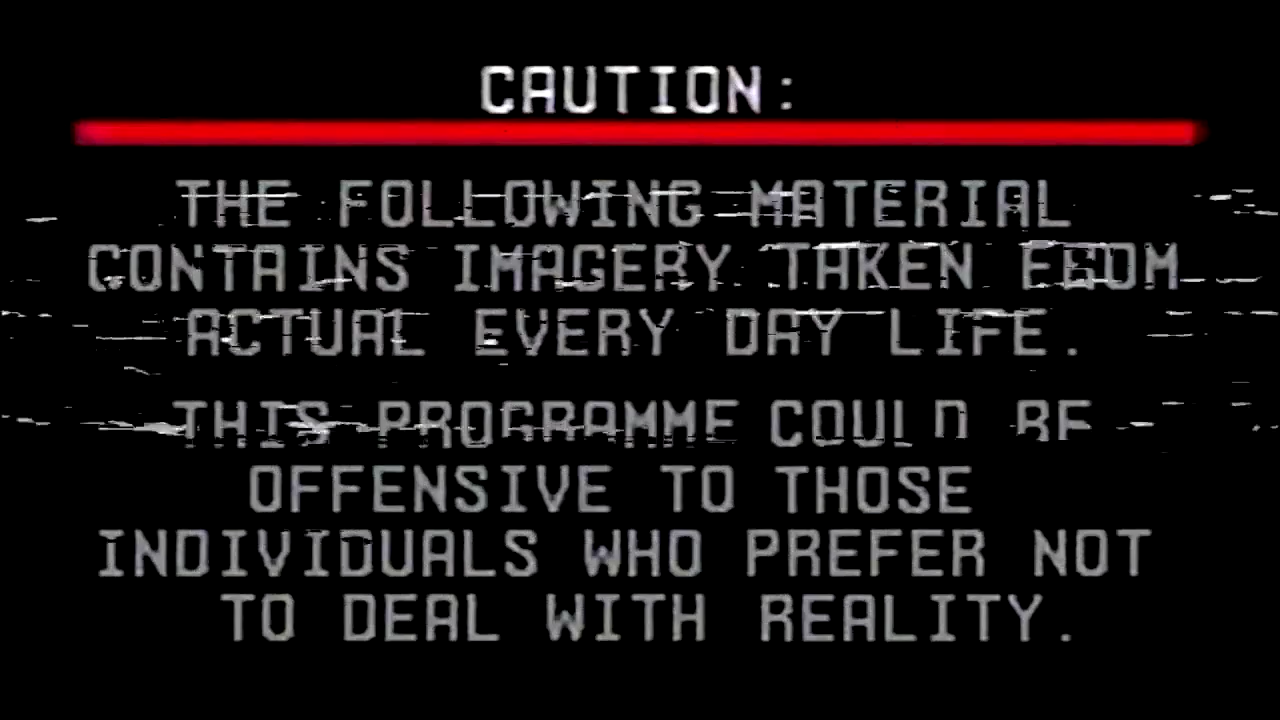 CAUTION:
THE FOLLOWING MATERIAL
CONTAINS IMAGERY TAKEN FROM
ACTUAL EVERY DAY LIFE.
THIS PROGRAMME COULD BE
OFFENSIVE TO THOSE
INDIVIDUALS WHO PREFER NOT
TO DEAL WITH REALITY.